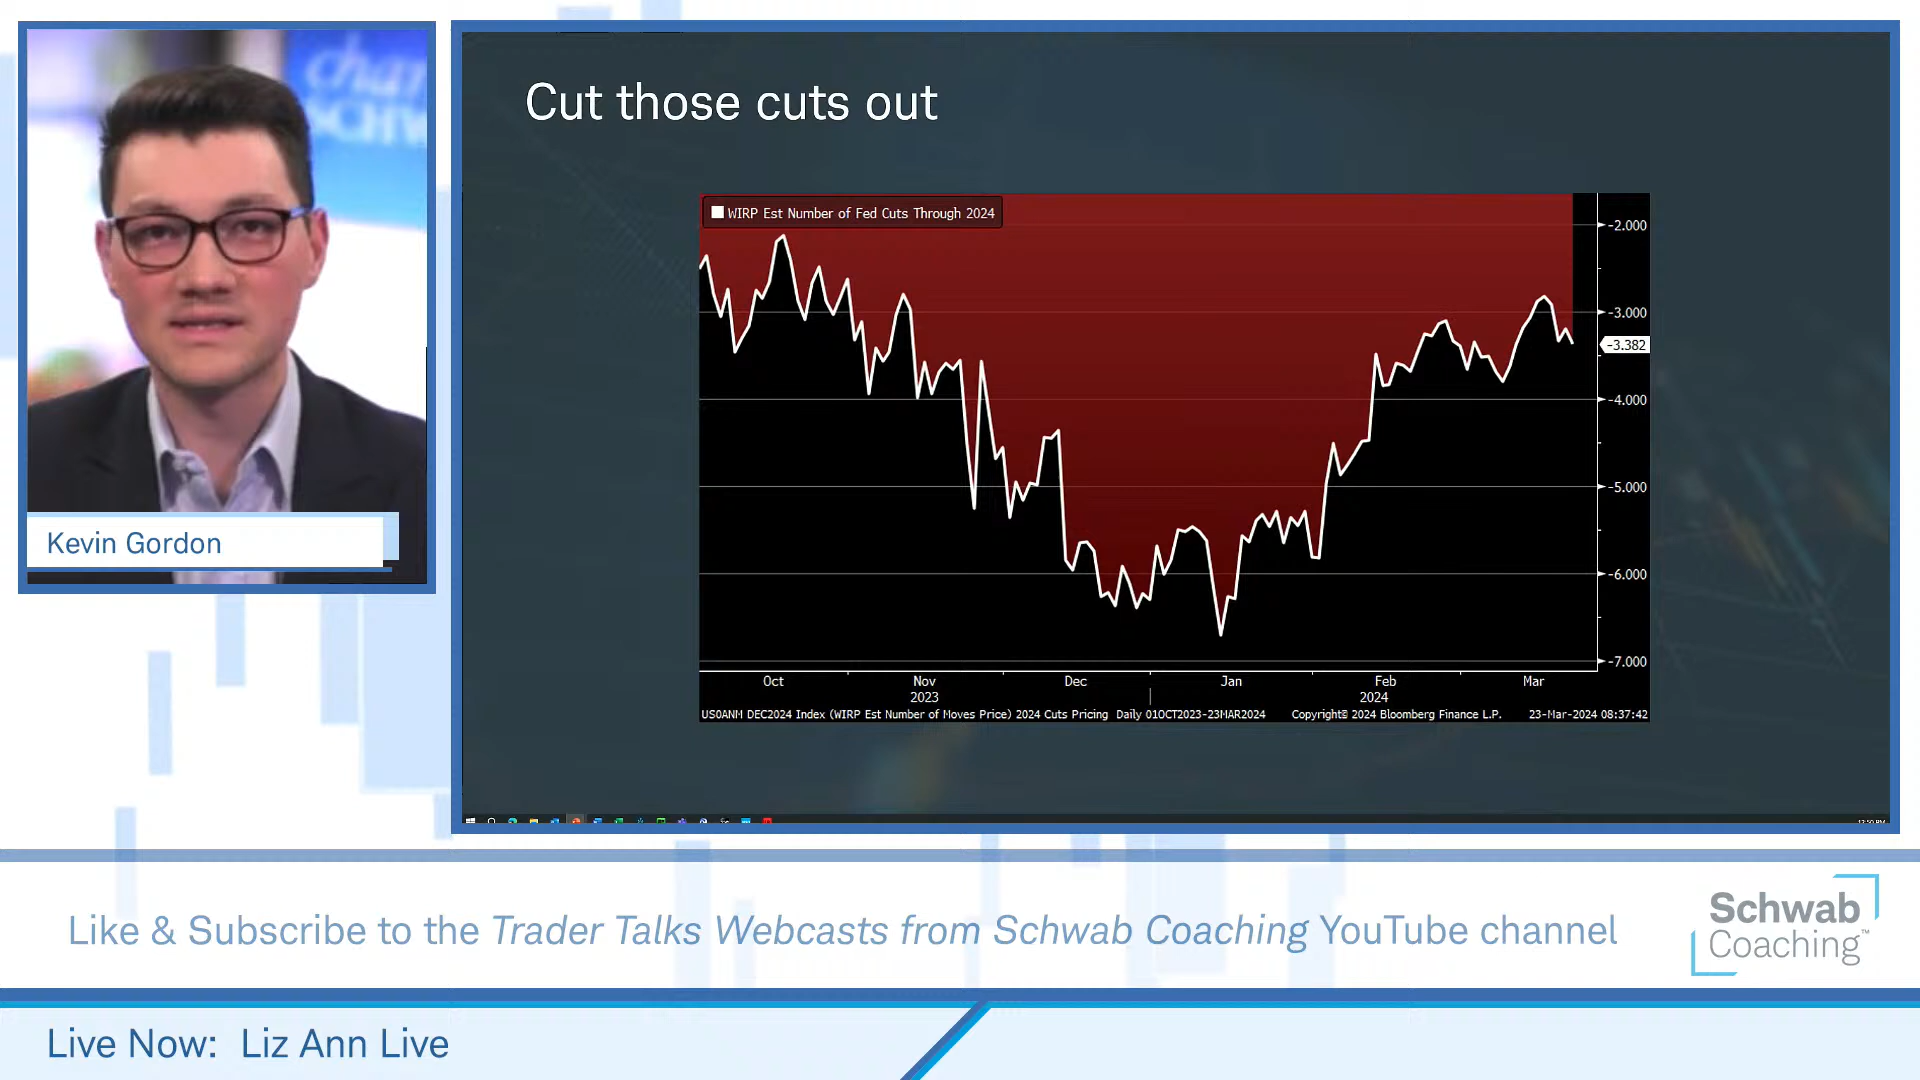 Cut those cuts out
WIRP Est Number of Fed Cuts Through 2024
-2.000
-3.000
-3.382
-4.000
-5.000
-6.000
-7.000
Oct Nov Dec Jan Feb Mar
2023 2024
US0ANM DEC2024 Index (WIRP Est Number of Moves Price) 2024 Cuts Pricing Daily 01OCT2023-23MAR2024 Copyright© 2024 Bloomberg Finance L.P. 23-Mar-2024 08:37:42
Kevin Gordon
Like & Subscribe to the Trader Talks Webcasts from Schwab Coaching YouTube channel
Schwab
Coaching™
Live Now: Liz Ann Live